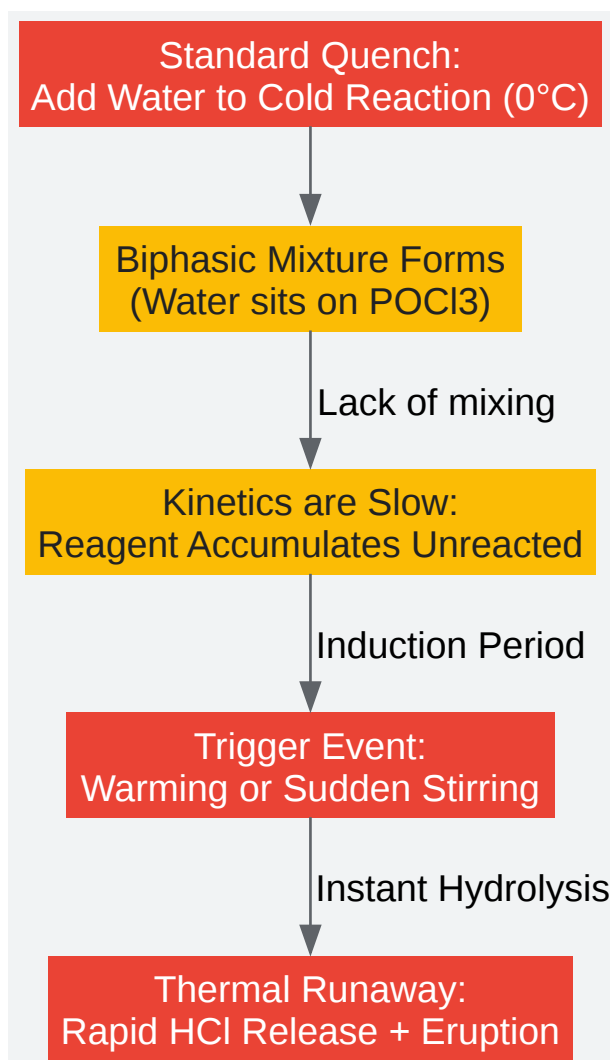 Standard Quench:
Add Water to Cold Reaction (0°C)
Biphasic Mixture Forms
(Water sits on POCl3)
Lack of mixing
Kinetics are Slow:
Reagent Accumulates Unreacted
Induction Period
Trigger Event:
Warming or Sudden Stirring
Instant Hydrolysis
Thermal Runaway:
Rapid HCl Release + Eruption